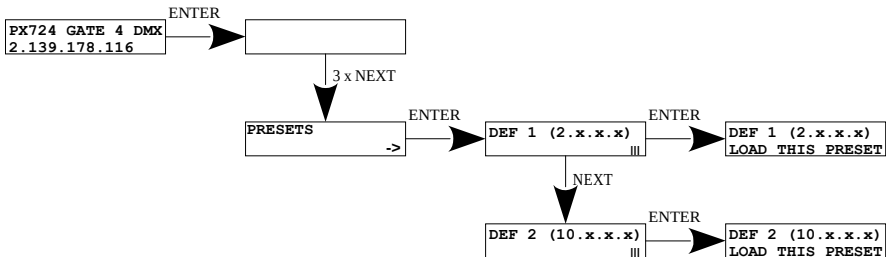 ENTER
PX724 GATE 4 DMX
2.139.178.116
3 x NEXT
PRESETS
->
ENTER
DEF 1 (2.x.x.x)
|||
ENTER
DEF 1 (2.x.x.x)
LOAD THIS PRESET
NEXT
DEF 2 (10.x.x.x)
|||
ENTER
DEF 2 (10.x.x.x)
LOAD THIS PRESET